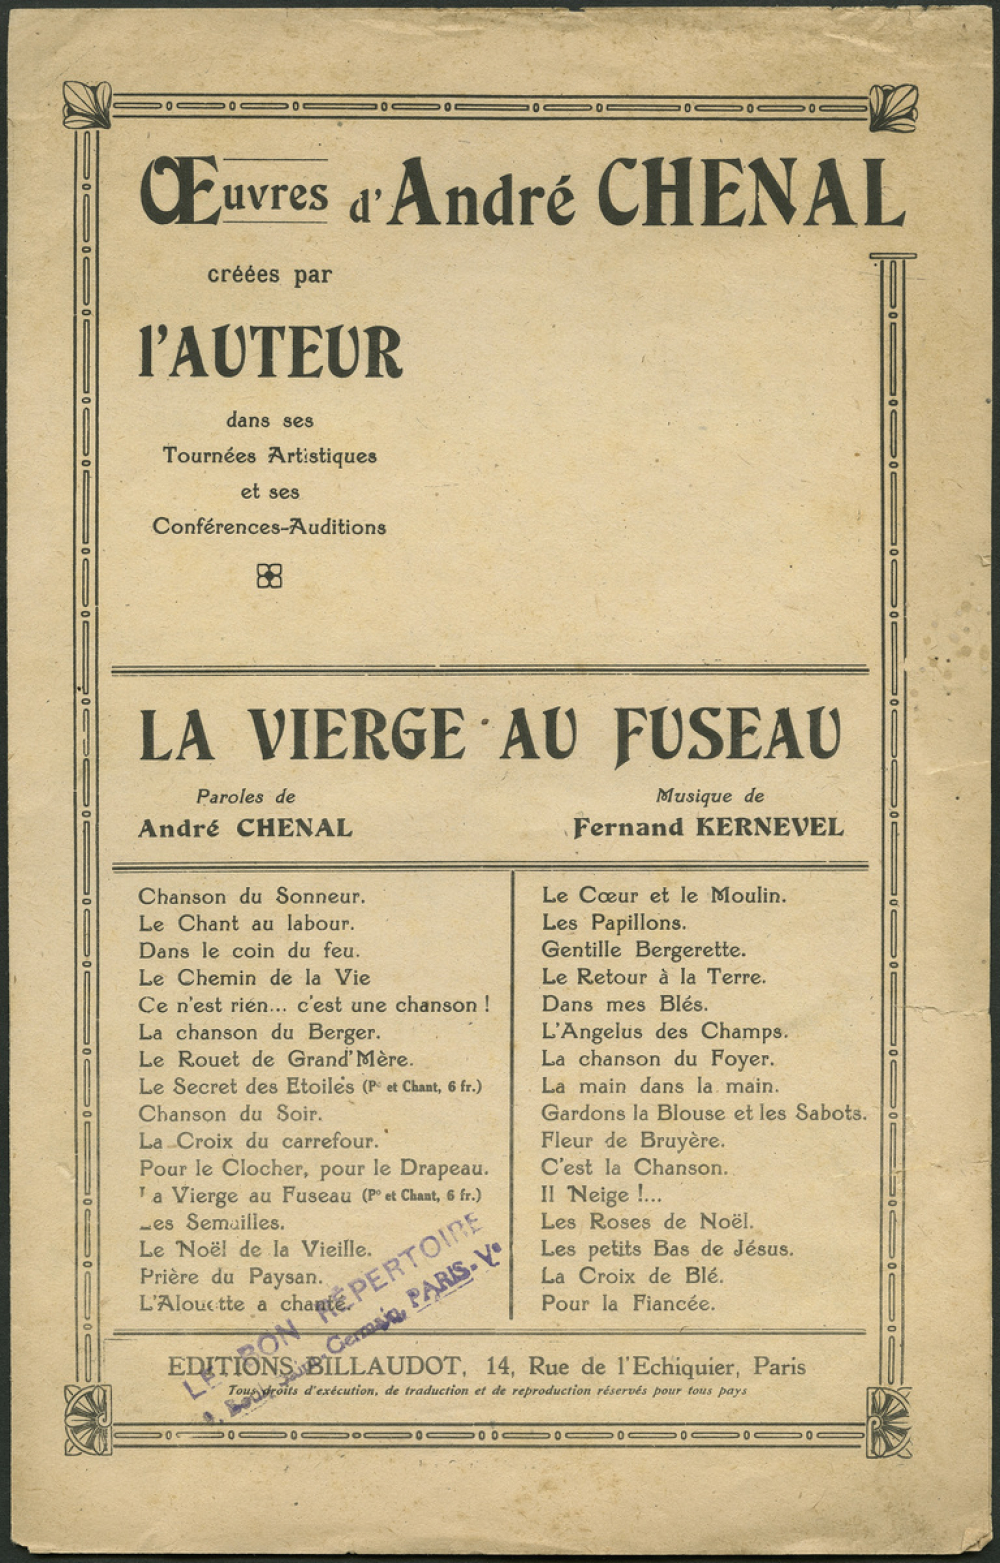 Œuvres d'André CHENAL
créées par
l'AUTEUR
dans ses
Tournées Artistiques
et ses
Conférences-Auditions
LA VIERGE AU FUSEAU
Paroles de
André CHENAL
Musique de
Fernand KERNEVEL
Chanson du Sonneur.
Le Chant au labour.
Dans le coin du feu.
Le Chemin de la Vie
Ce n'est rien... c'est une chanson !
La chanson du Berger.
Le Rouet de Grand'Mère.
Le Secret des Etoiles (Pº et Chant, 6 fr.)
Chanson du Soir.
La Croix du carrefour.
Pour le Clocher, pour le Drapeau.
La Vierge au Fuseau (Pº et Chant, 6 fr.)
Les Semailles.
Le Noël de la Vieille.
Prière du Paysan.
L'Alouette a chanté.
Le Cœur et le Moulin.
Les Papillons.
Gentille Bergerette.
Le Retour à la Terre.
Dans mes Blés.
L'Angelus des Champs.
La chanson du Foyer.
La main dans la main.
Gardons la Blouse et les Sabots.
Fleur de Bruyère.
C'est la Chanson.
Il Neige !...
Les Roses de Noël.
Les petits Bas de Jésus.
La Croix de Blé.
Pour la Fiancée.
LE BON RÉPERTOIRE
Germain, PARIS-Vº
EDITIONS BILLAUDOT, 14, Rue de l'Echiquier, Paris
Tous droits d'exécution, de traduction et de reproduction réservés pour tous pays